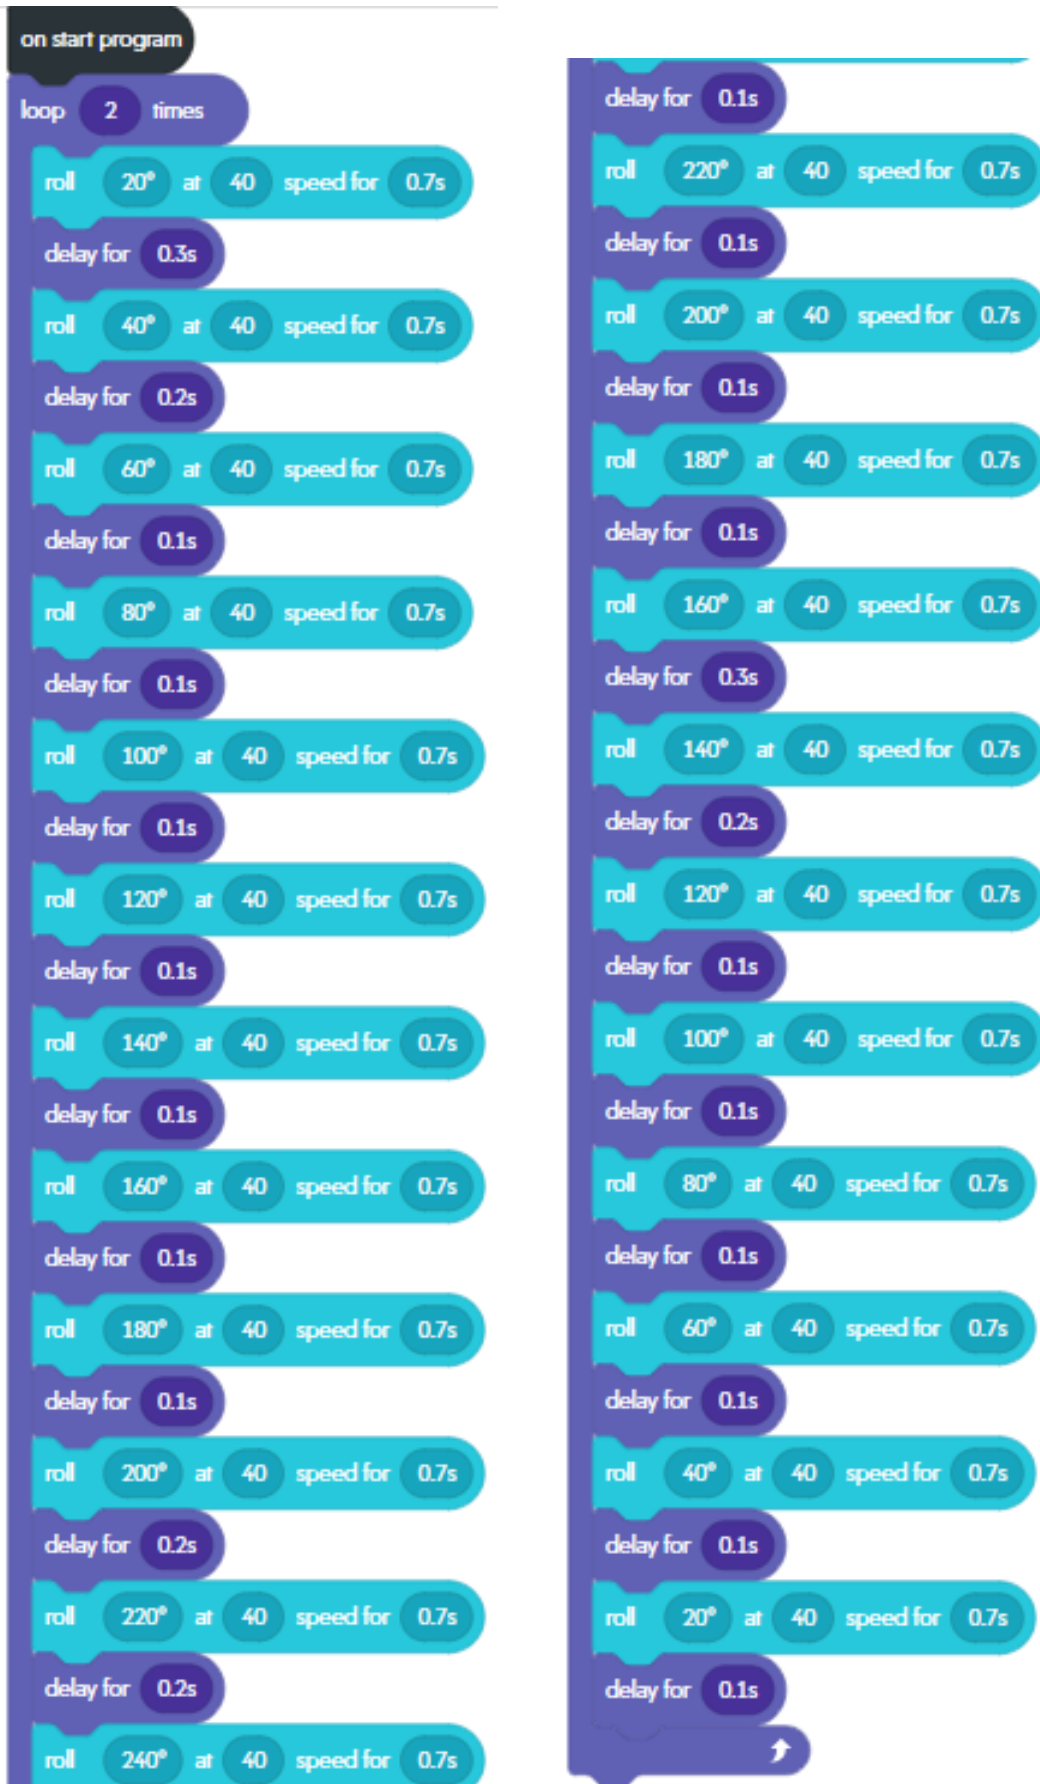 on start program
loop 2 times
roll 20° at 40 speed for 0.7s
delay for 0.3s
roll 40° at 40 speed for 0.7s
delay for 0.2s
roll 60° at 40 speed for 0.7s
delay for 0.1s
roll 80° at 40 speed for 0.7s
delay for 0.1s
roll 100° at 40 speed for 0.7s
delay for 0.1s
roll 120° at 40 speed for 0.7s
delay for 0.1s
roll 140° at 40 speed for 0.7s
delay for 0.1s
roll 160° at 40 speed for 0.7s
delay for 0.1s
roll 180° at 40 speed for 0.7s
delay for 0.1s
roll 200° at 40 speed for 0.7s
delay for 0.2s
roll 220° at 40 speed for 0.7s
delay for 0.2s
roll 240° at 40 speed for 0.7s
delay for 0.1s
roll 220° at 40 speed for 0.7s
delay for 0.1s
roll 200° at 40 speed for 0.7s
delay for 0.1s
roll 180° at 40 speed for 0.7s
delay for 0.1s
roll 160° at 40 speed for 0.7s
delay for 0.3s
roll 140° at 40 speed for 0.7s
delay for 0.2s
roll 120° at 40 speed for 0.7s
delay for 0.1s
roll 100° at 40 speed for 0.7s
delay for 0.1s
roll 80° at 40 speed for 0.7s
delay for 0.1s
roll 60° at 40 speed for 0.7s
delay for 0.1s
roll 40° at 40 speed for 0.7s
delay for 0.1s
roll 20° at 40 speed for 0.7s
delay for 0.1s